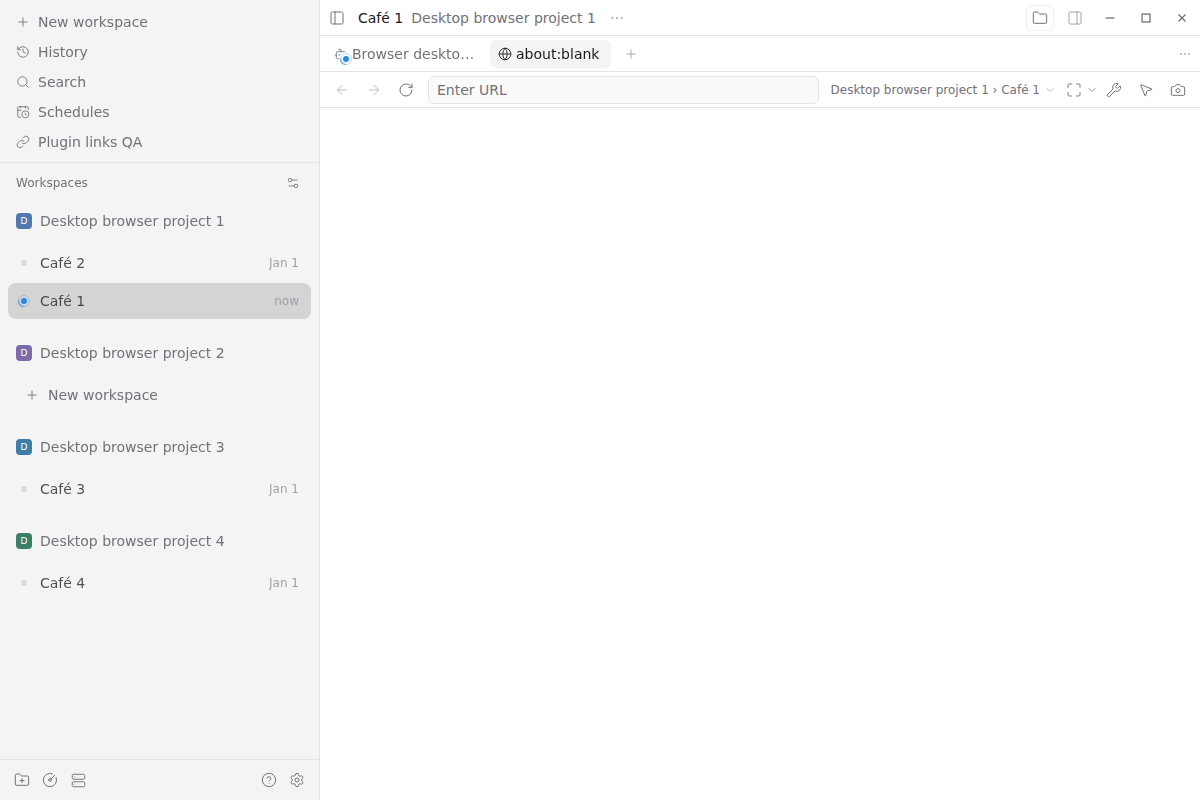 New workspace
History
Search
Schedules
Plugin links QA
Workspaces
D Desktop browser project 1
Café 2 Jan 1
Café 1 now
D Desktop browser project 2
New workspace
D Desktop browser project 3
Café 3 Jan 1
D Desktop browser project 4
Café 4 Jan 1
Café 1 Desktop browser project 1
Browser deskto… about:blank
Enter URL Desktop browser project 1 › Café 1